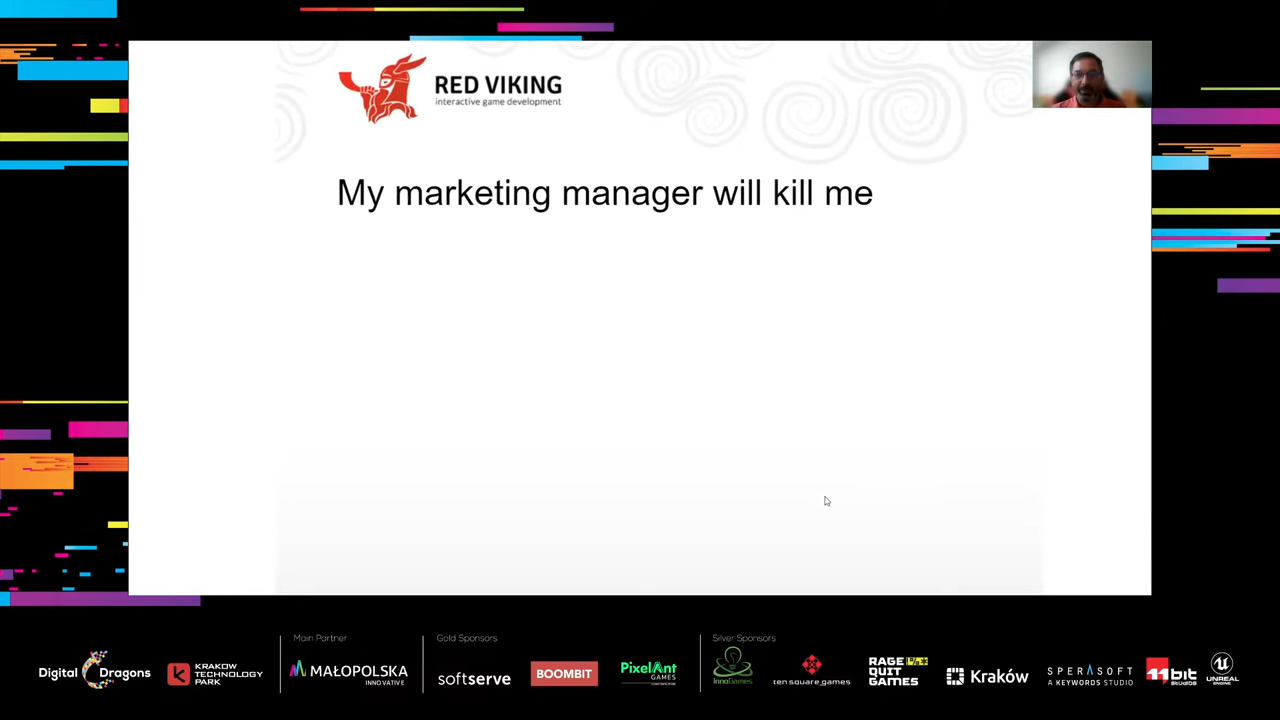 RED VIKING
interactive game development
My marketing manager will kill me
Main Partner
Gold Sponsors
Silver Sponsors
Digital Dragons
KRAKOW
TECHNOLOGY
PARK
MAŁOPOLSKA
INNOVATIVE
softserve
BOOMBIT
PixelAnt
GAMES
InnoGames
ten square games
RAGE
QUIT
GAMES
Kraków
SPERASOFT
A KEYWORDS STUDIO
11bit
STUDIOS
UNREAL
ENGINE